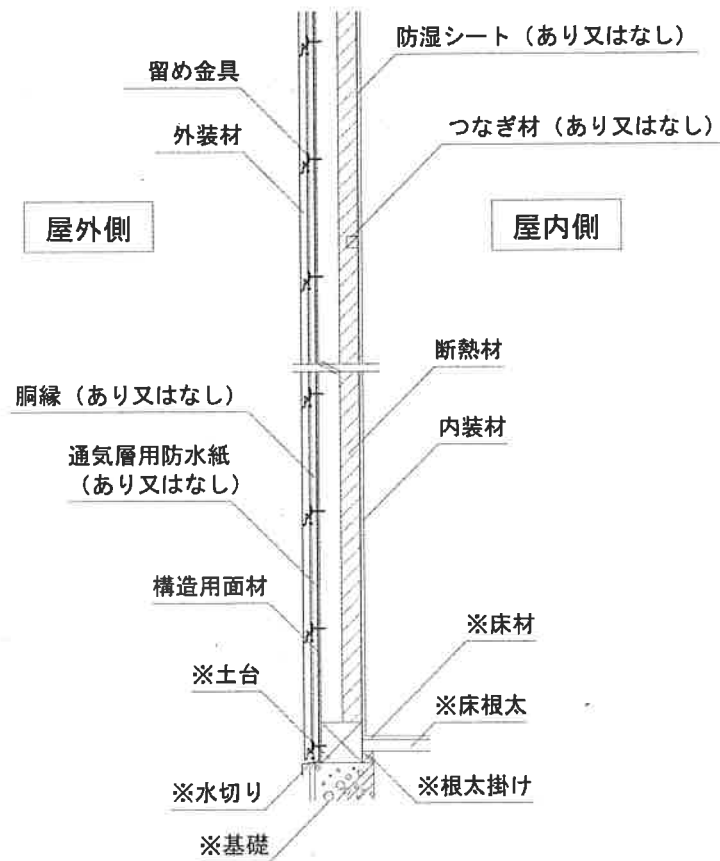 防湿シート（あり又はなし）
留め金具
つなぎ材（あり又はなし）
外装材
屋外側
屋内側
断熱材
胴縁（あり又はなし）
内装材
通気層用防水紙
（あり又はなし）
構造用面材
※床材
※土台
※床根太
※水切り
※根太掛け
※基礎